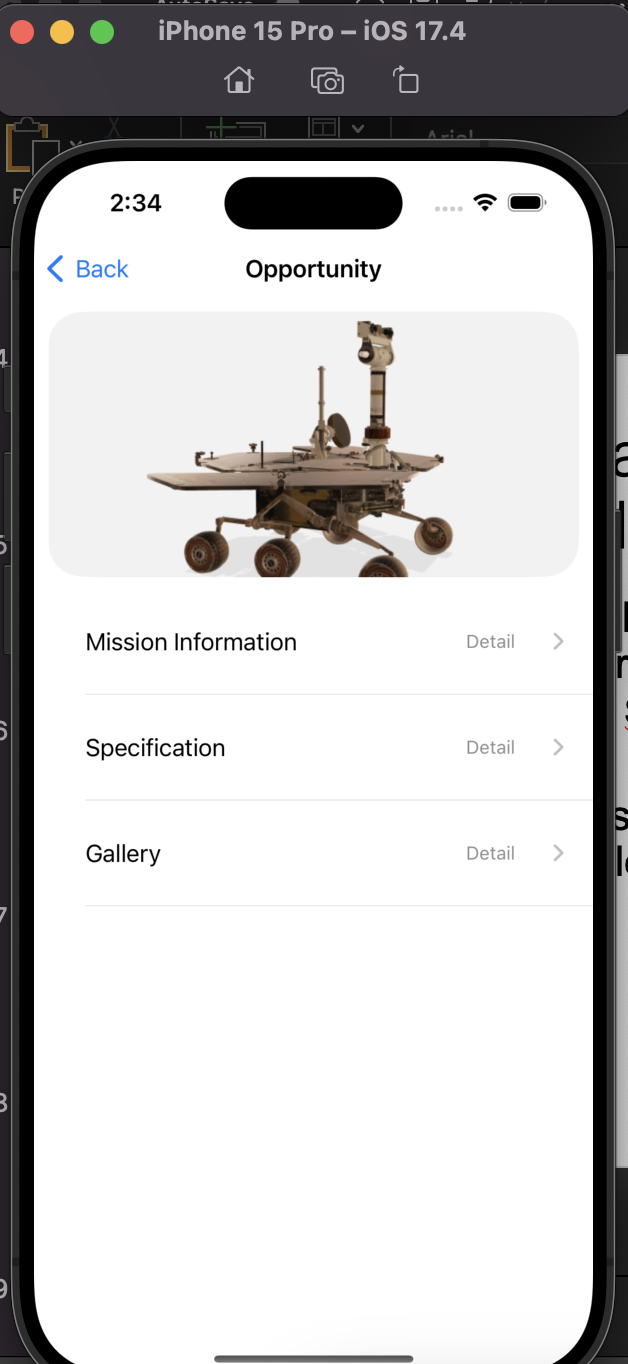 iPhone 15 Pro – iOS 17.4
2:34
Back
Opportunity
Mission Information
Detail
Specification
Detail
Gallery
Detail